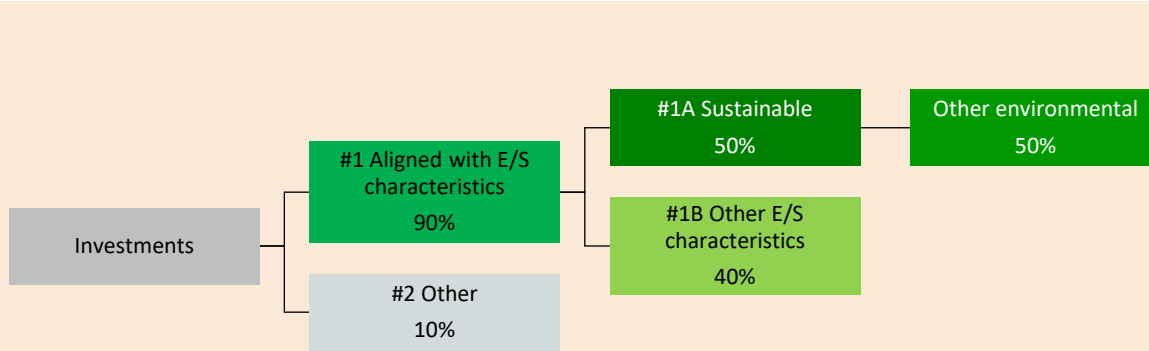 Investments
#1 Aligned with E/S
characteristics
90%
#2 Other
10%
#1A Sustainable
50%
#1B Other E/S
characteristics
40%
Other environmental
50%